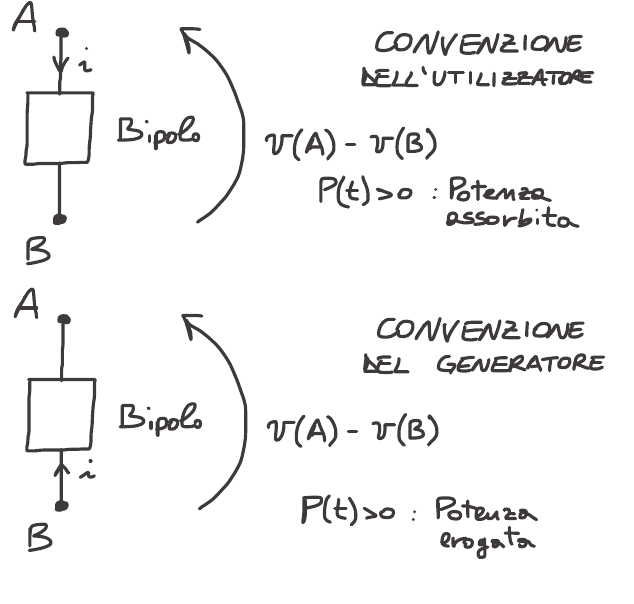 A
i
CONVENZIONE
DELL'UTILIZZATORE
Bipolo
v(A) - v(B)
P(t)>0 : Potenza
assorbita
B
A
CONVENZIONE
DEL GENERATORE
Bipolo
v(A) - v(B)
i
P(t)>0 : Potenza
erogata
B